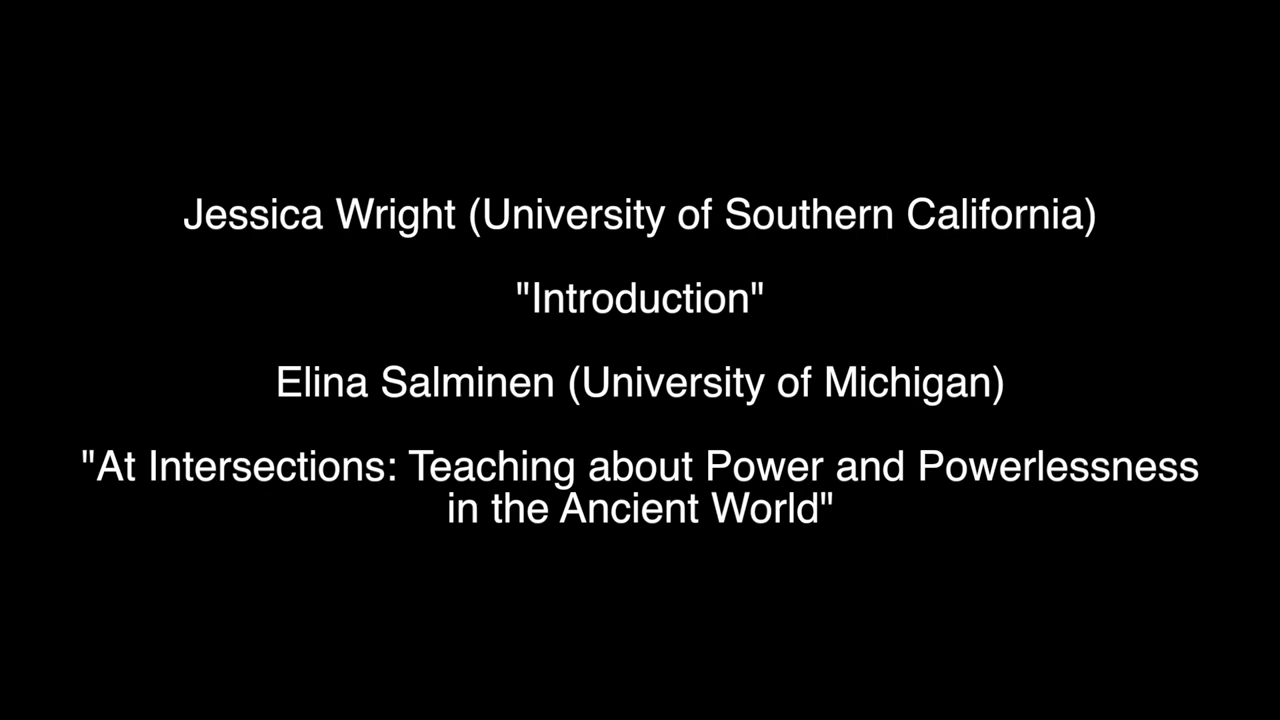 Jessica Wright (University of Southern California)
"Introduction"
Elina Salminen (University of Michigan)
"At Intersections: Teaching about Power and Powerlessness
in the Ancient World"